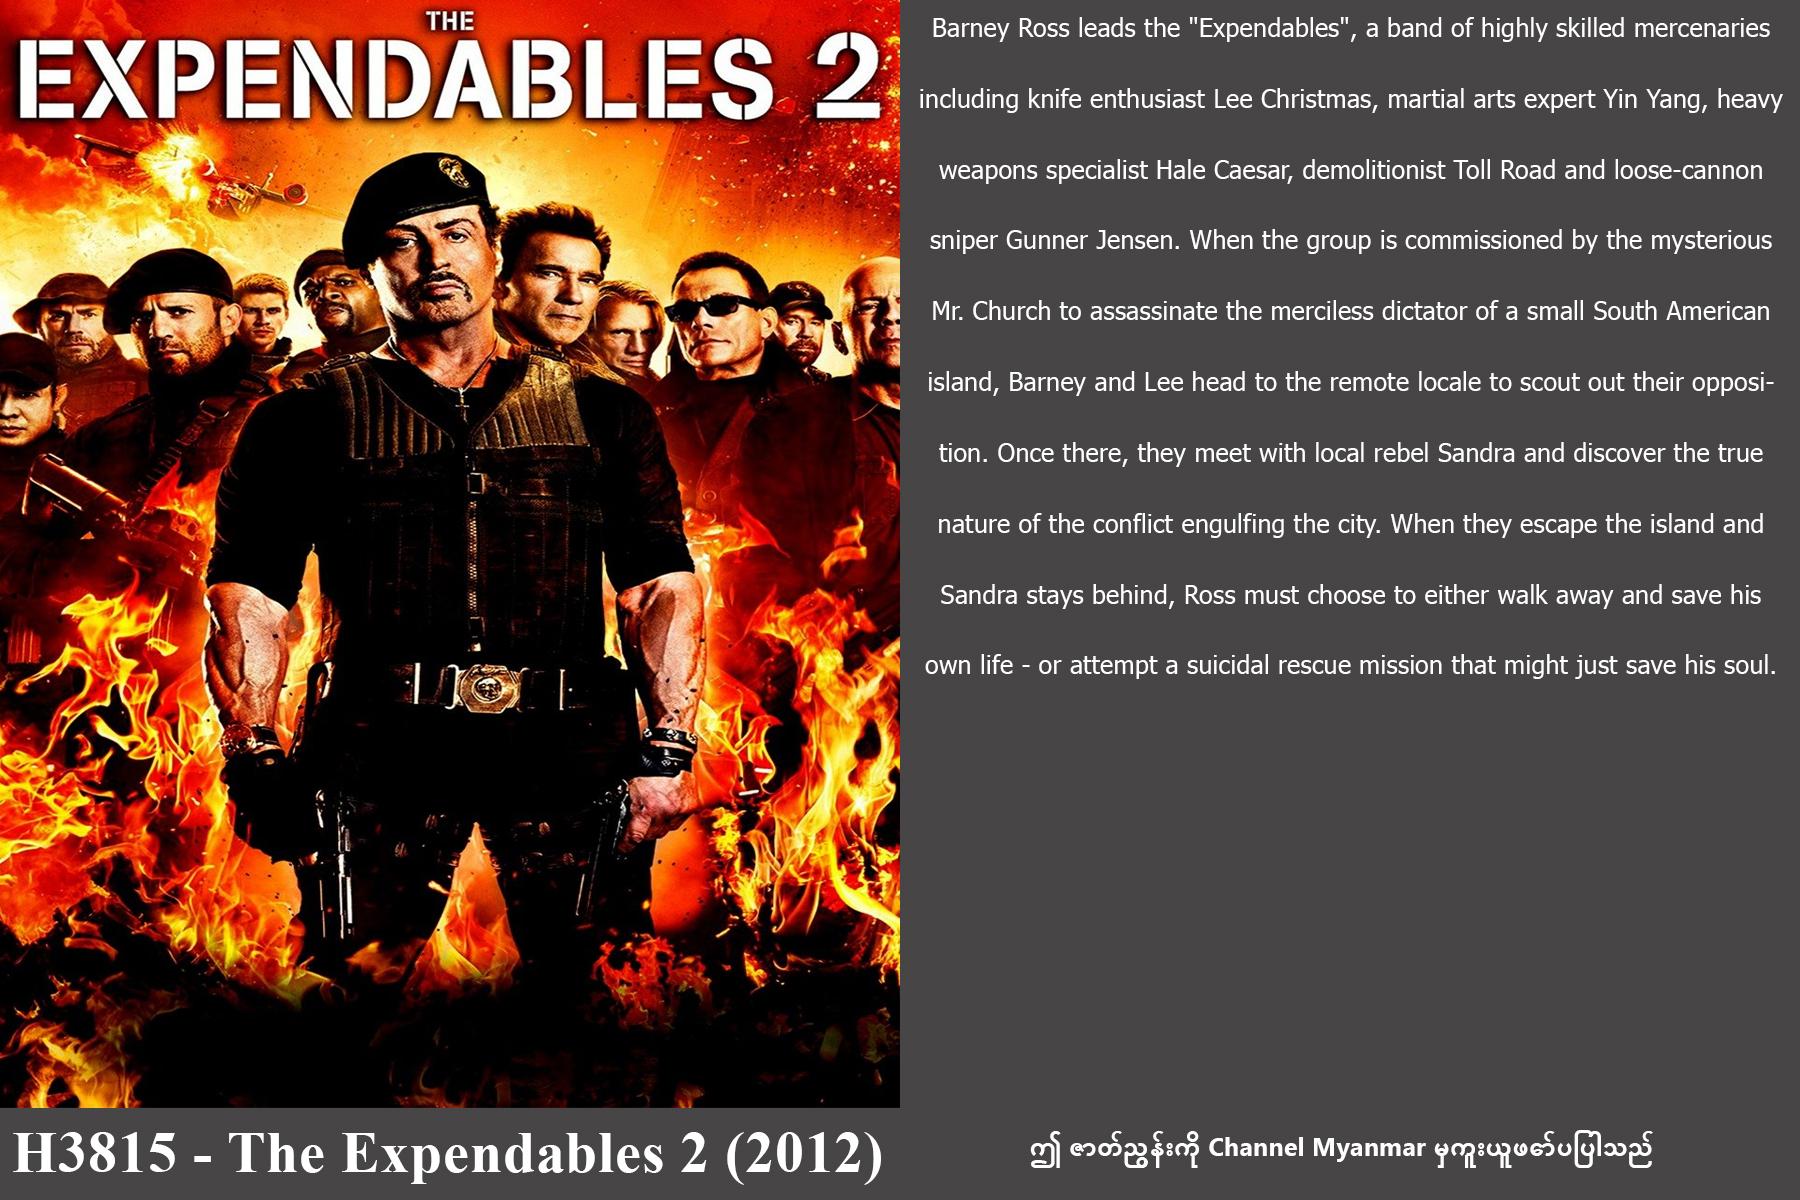 THE
EXPENDABLES 2
Barney Ross leads the "Expendables", a band of highly skilled mercenaries
including knife enthusiast Lee Christmas, martial arts expert Yin Yang, heavy
weapons specialist Hale Caesar, demolitionist Toll Road and loose-cannon
sniper Gunner Jensen. When the group is commissioned by the mysterious
Mr. Church to assassinate the merciless dictator of a small South American
island, Barney and Lee head to the remote locale to scout out their opposi-
tion. Once there, they meet with local rebel Sandra and discover the true
nature of the conflict engulfing the city. When they escape the island and
Sandra stays behind, Ross must choose to either walk away and save his
own life - or attempt a suicidal rescue mission that might just save his soul.
H3815 - The Expendables 2 (2012)
ဤ ဇာတ်ညွှန်းကို Channel Myanmar မှကူးယူဖော်ပပြါသည်